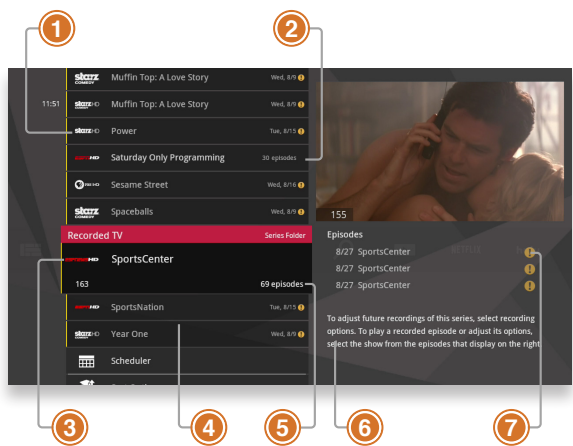 1
2
starz COMEDY Muffin Top: A Love Story Wed, 8/9
11:51 starz HD Muffin Top: A Love Story Wed, 8/9
starz HD Power Tue, 8/15
HD Saturday Only Programming 30 episodes
PBS HD Sesame Street Wed, 8/16
starz COMEDY Spaceballs Wed, 8/9
155
Recorded TV Series Folder
HD SportsCenter
163 69 episodes
HD SportsNation Tue, 8/15
starz HD Year One Wed, 8/9
Scheduler
Episodes
8/27 SportsCenter
8/27 SportsCenter
8/27 SportsCenter
To adjust future recordings of this series, select recording
options. To play a recorded episode or adjust its options,
select the show from the episodes that display on the right
3
4
5
6
7